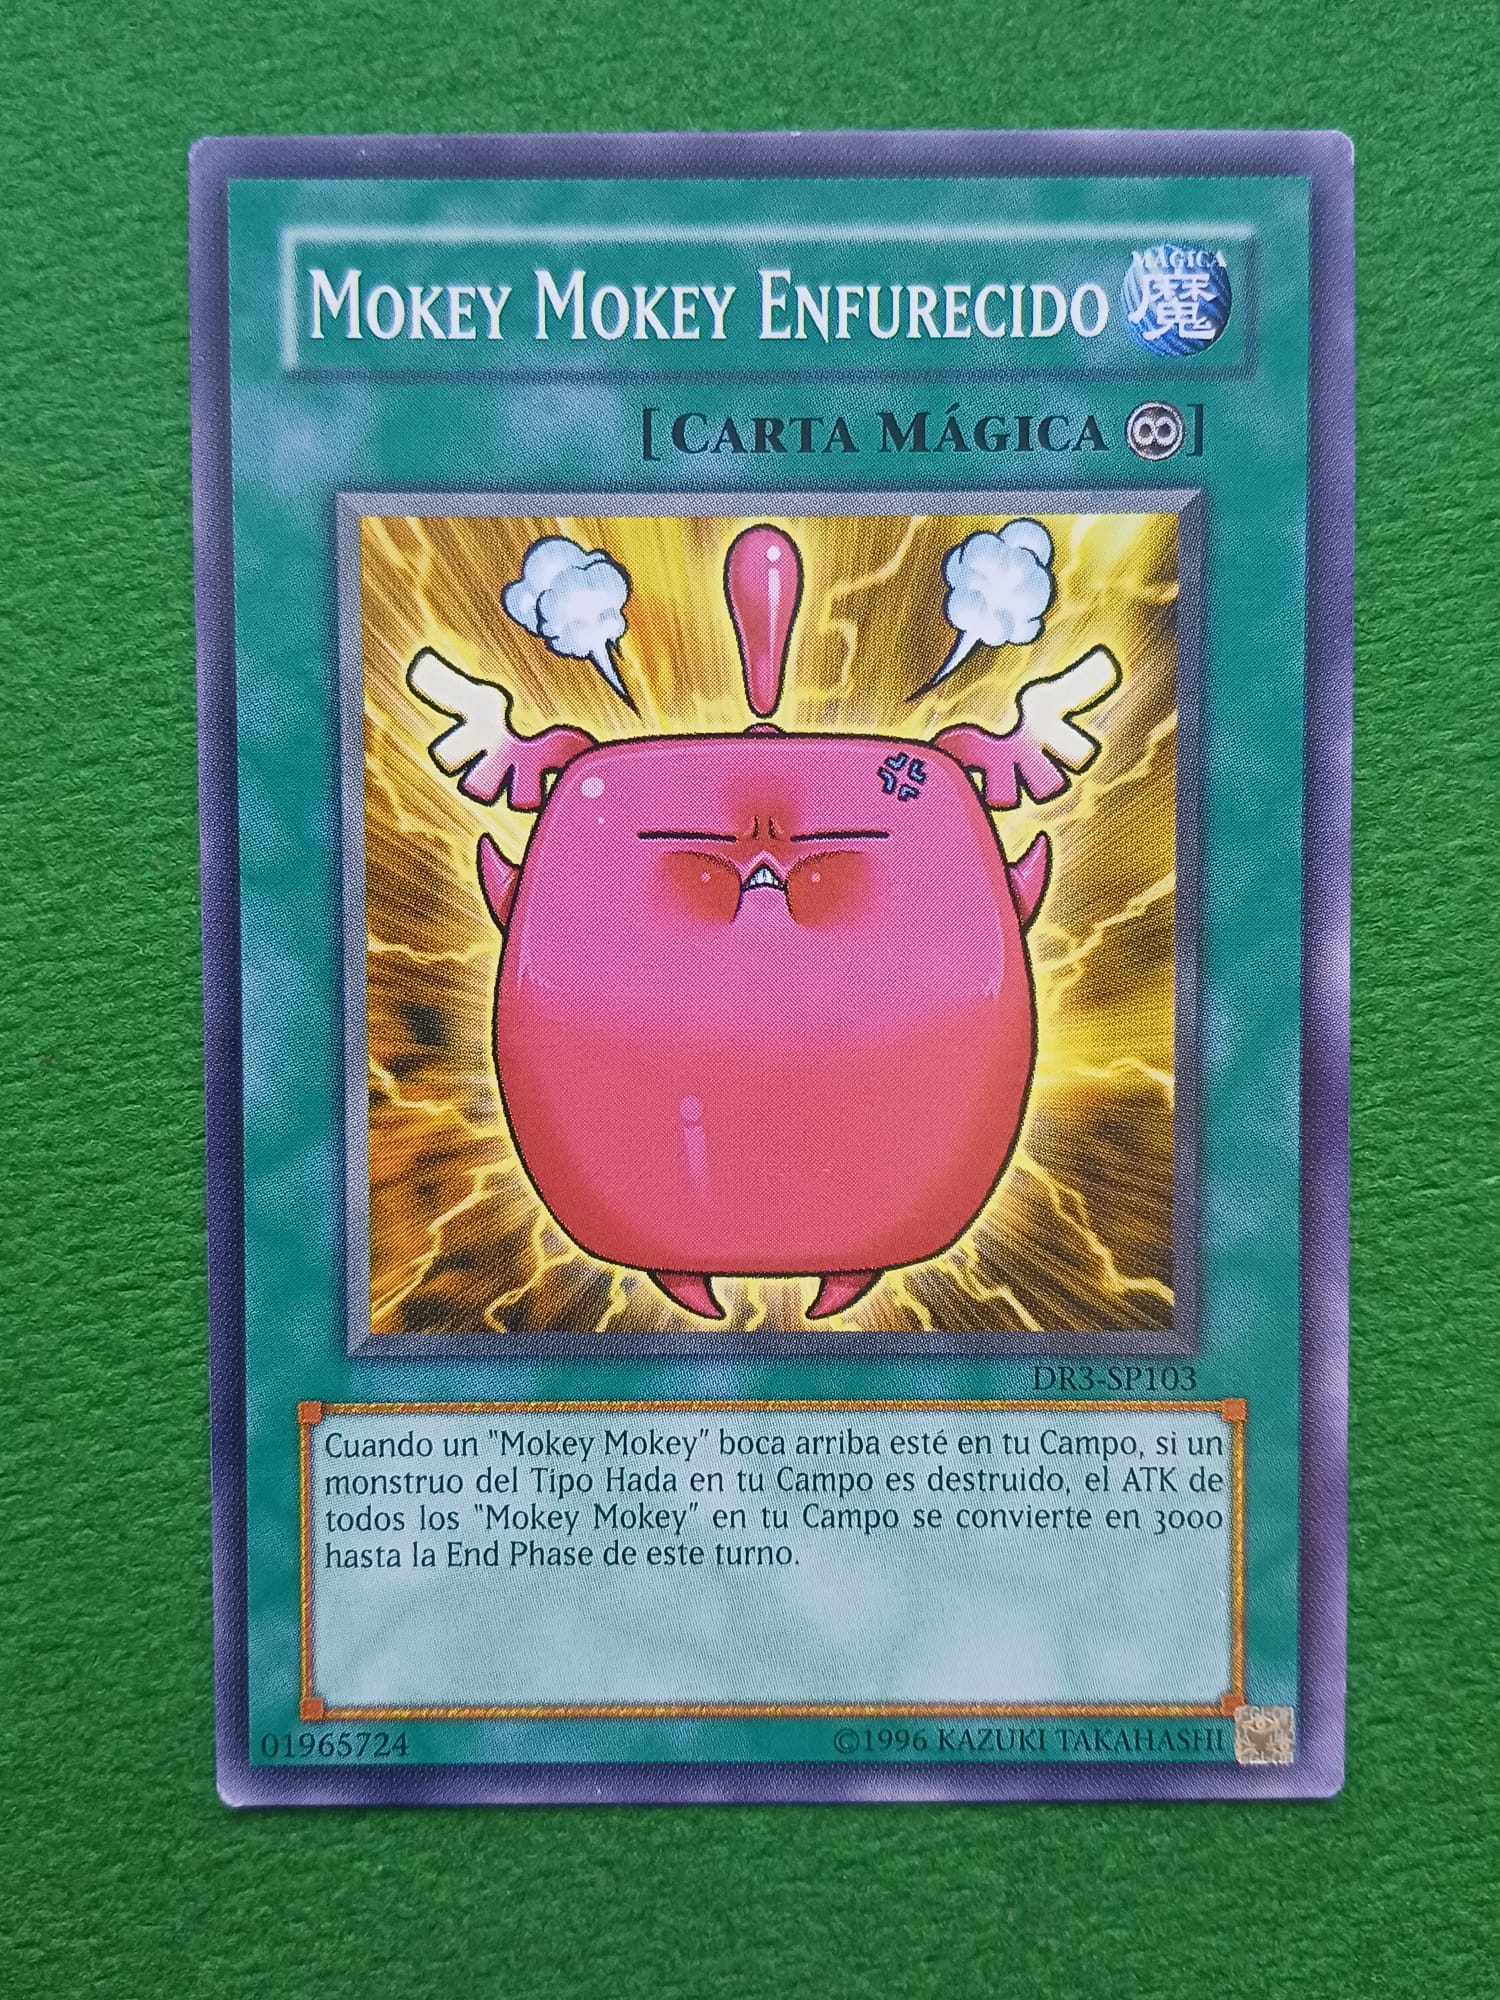 MOKEY MOKEY ENFURECIDO
MÁGICA
魔
[CARTA MÁGICA ∞]
DR3-SP103
Cuando un "Mokey Mokey" boca arriba esté en tu Campo, si un
monstruo del Tipo Hada en tu Campo es destruido, el ATK de
todos los "Mokey Mokey" en tu Campo se convierte en 3000
hasta la End Phase de este turno.
01965724
©1996 KAZUKI TAKAHASHI